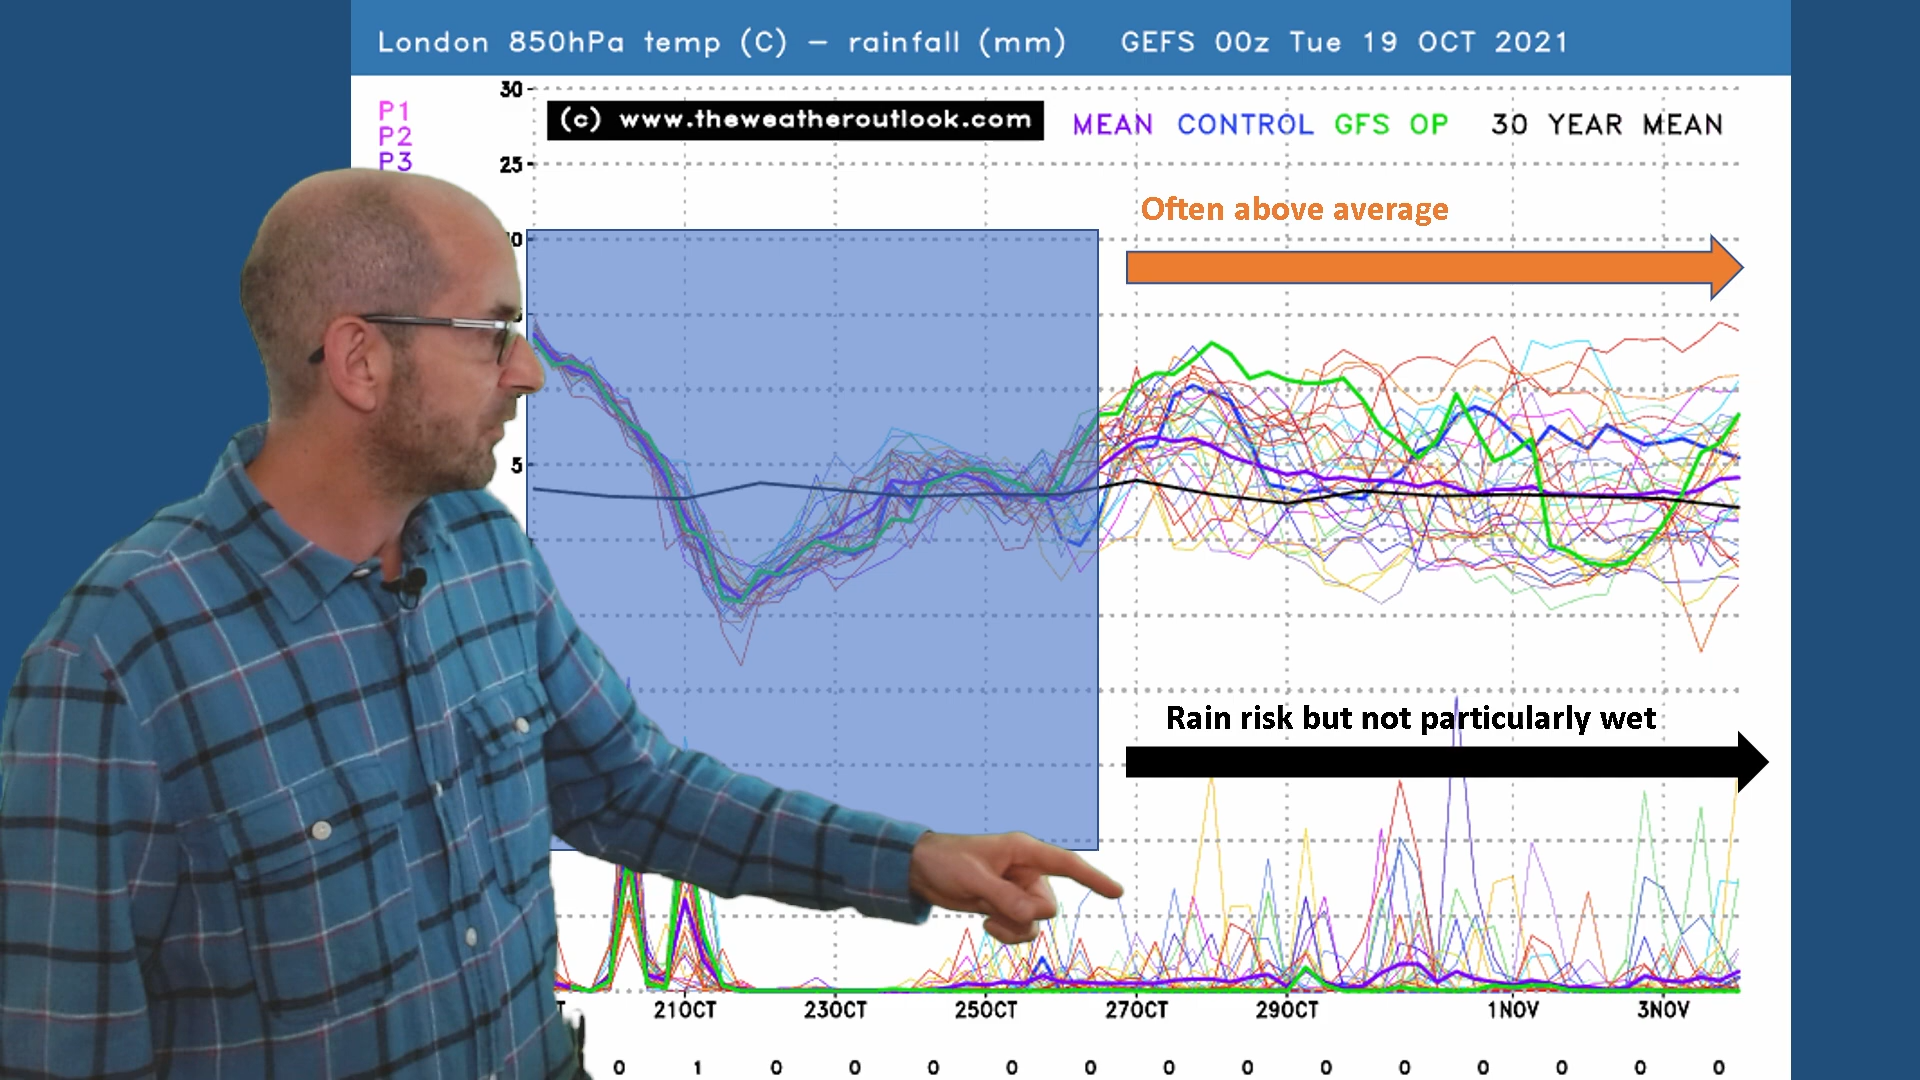 London 850hPa temp (C) – rainfall (mm) GEFS 00z Tue 19 OCT 2021
P1
P2
P3
30
(c) www.theweatheroutlook.com
MEAN CONTROL GFS OP 30 YEAR MEAN
25
Often above average
5
Rain risk but not particularly wet
21OCT 23OCT 25OCT 27OCT 29OCT 1NOV 3NOV
0 1 0 0 0 0 0 0 0 0 0 0 0 0 0